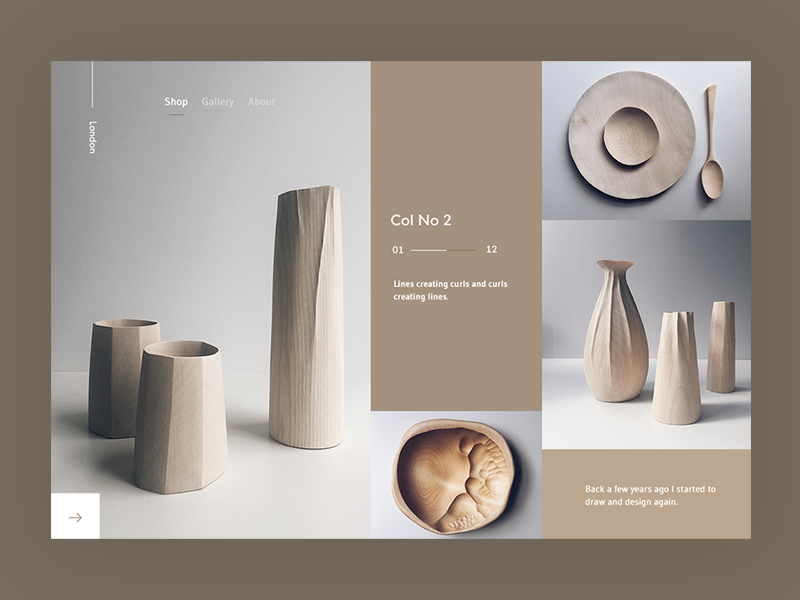 London
Shop Gallery About
Col No 2
01 12
Lines creating curls and curls
creating lines.
Back a few years ago I started to
draw and design again.